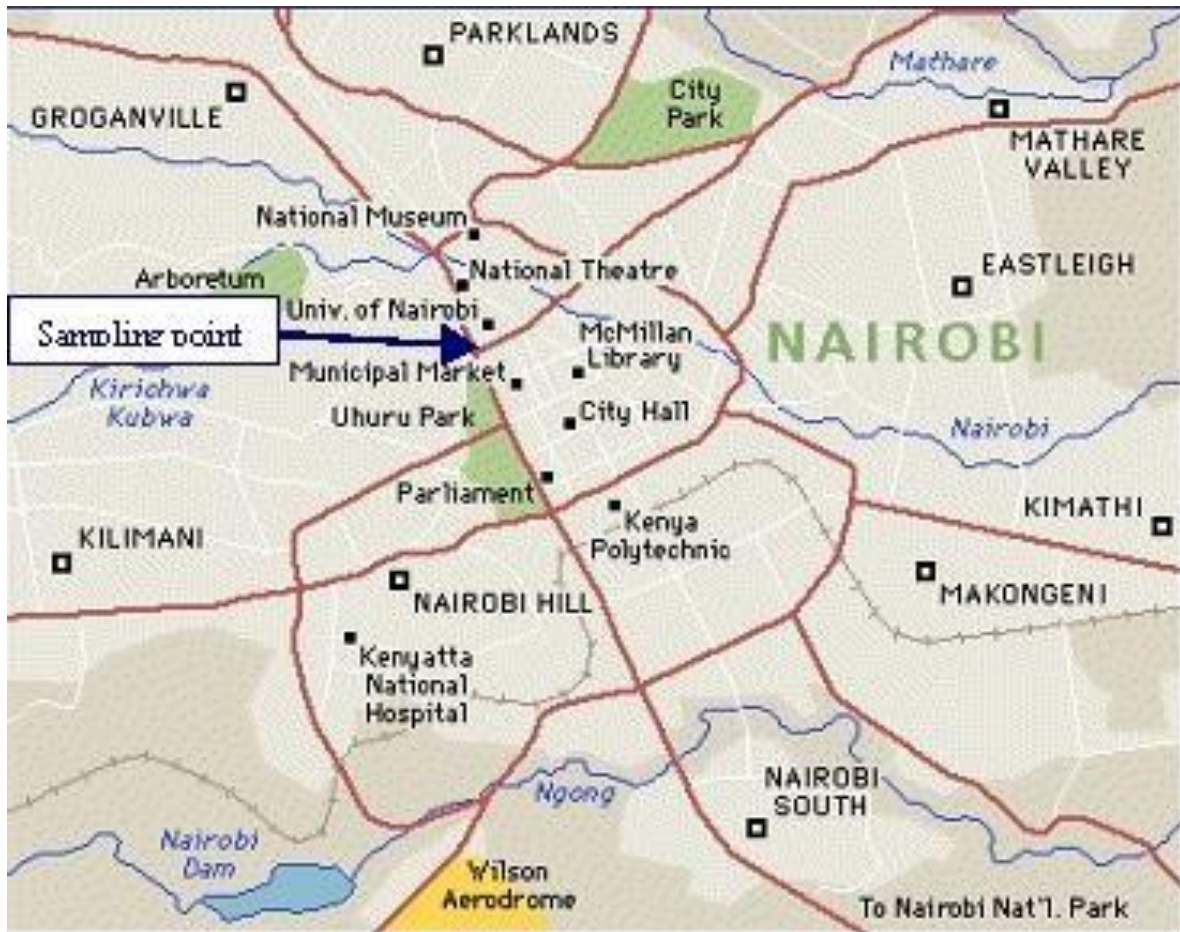 PARKLANDS
Mathare
City
Park
GROGANVILLE
MATHARE
VALLEY
National Museum
EASTLEIGH
National Theatre
Arboretum
Univ. of Nairobi
Sampling point
McMillan
Library
NAIROBI
Municipal Market
Kirichwa
Kubwa
Uhuru Park
City Hall
Nairobi
Parliament
KIMATHI
Kenya
Polytechnic
KILIMANI
MAKONGENI
NAIROBI HILL
Kenyatta
National
Hospital
Ngong
NAIROBI
SOUTH
Nairobi
Dam
Wilson
Aerodrome
To Nairobi Nat'l. Park